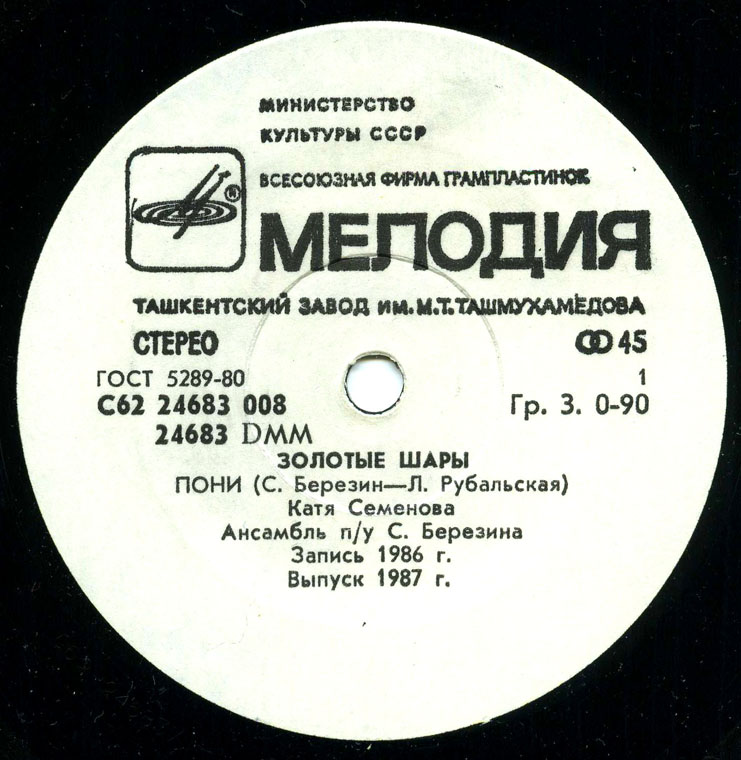 МИНИСТЕРСТВО
КУЛЬТУРЫ СССР
ВСЕСОЮЗНАЯ ФИРМА ГРАМПЛАСТИНОК
®
МЕЛОДИЯ
ТАШКЕНТСКИЙ ЗАВОД ИМ. М.Т. ТАШМУХАМЕДОВА
СТЕРЕО 45
ГОСТ 5289-80 1
С62 24683 008 Гр. 3. 0-90
24683 DMM
ЗОЛОТЫЕ ШАРЫ
ПОНИ (С. Березин—Л. Рубальская)
Катя Семенова
Ансамбль п/у С. Березина
Запись 1986 г.
Выпуск 1987 г.